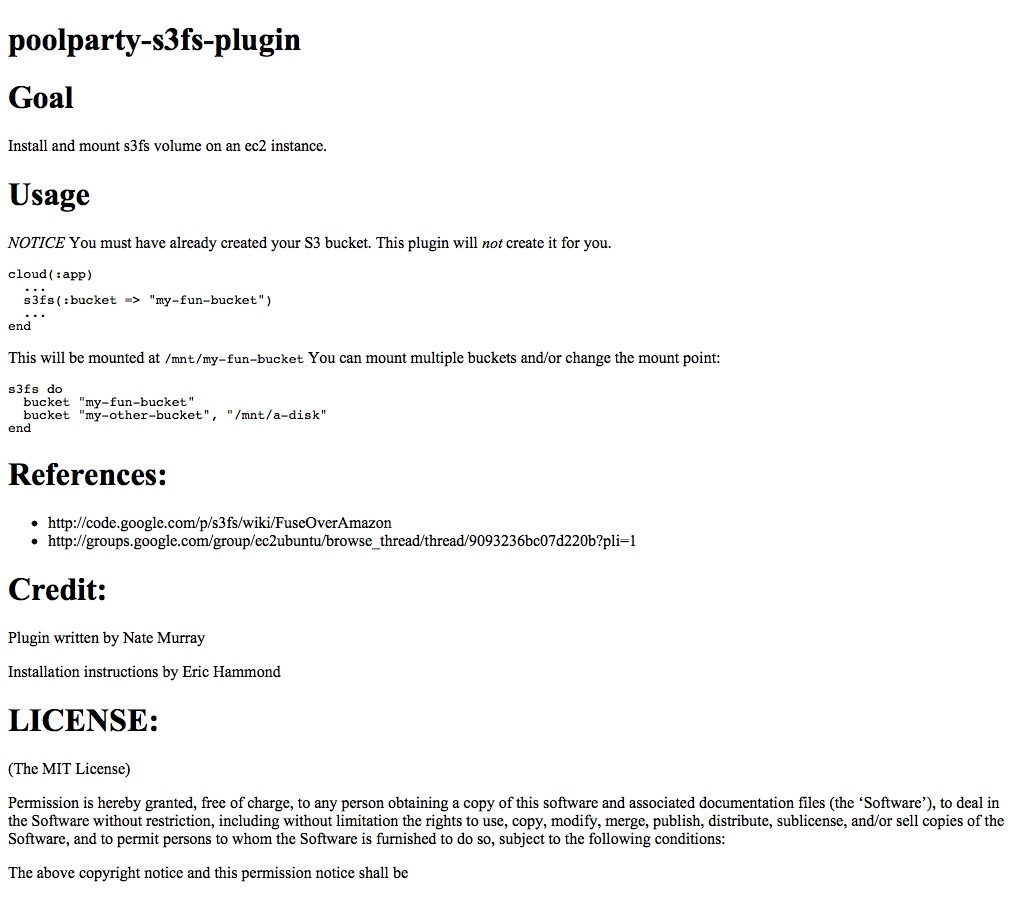 poolparty-s3fs-plugin
Goal
Install and mount s3fs volume on an ec2 instance.
Usage
NOTICE You must have already created your S3 bucket. This plugin will not create it for you.
cloud(:app)
  ...
  s3fs(:bucket => "my-fun-bucket")
  ...
end
This will be mounted at /mnt/my-fun-bucket You can mount multiple buckets and/or change the mount point:
s3fs do
  bucket "my-fun-bucket"
  bucket "my-other-bucket", "/mnt/a-disk"
end
References:
• http://code.google.com/p/s3fs/wiki/FuseOverAmazon
• http://groups.google.com/group/ec2ubuntu/browse_thread/thread/9093236bc07d220b?pli=1
Credit:
Plugin written by Nate Murray
Installation instructions by Eric Hammond
LICENSE:
(The MIT License)
Permission is hereby granted, free of charge, to any person obtaining a copy of this software and associated documentation files (the ‘Software’), to deal in
the Software without restriction, including without limitation the rights to use, copy, modify, merge, publish, distribute, sublicense, and/or sell copies of the
Software, and to permit persons to whom the Software is furnished to do so, subject to the following conditions:
The above copyright notice and this permission notice shall be